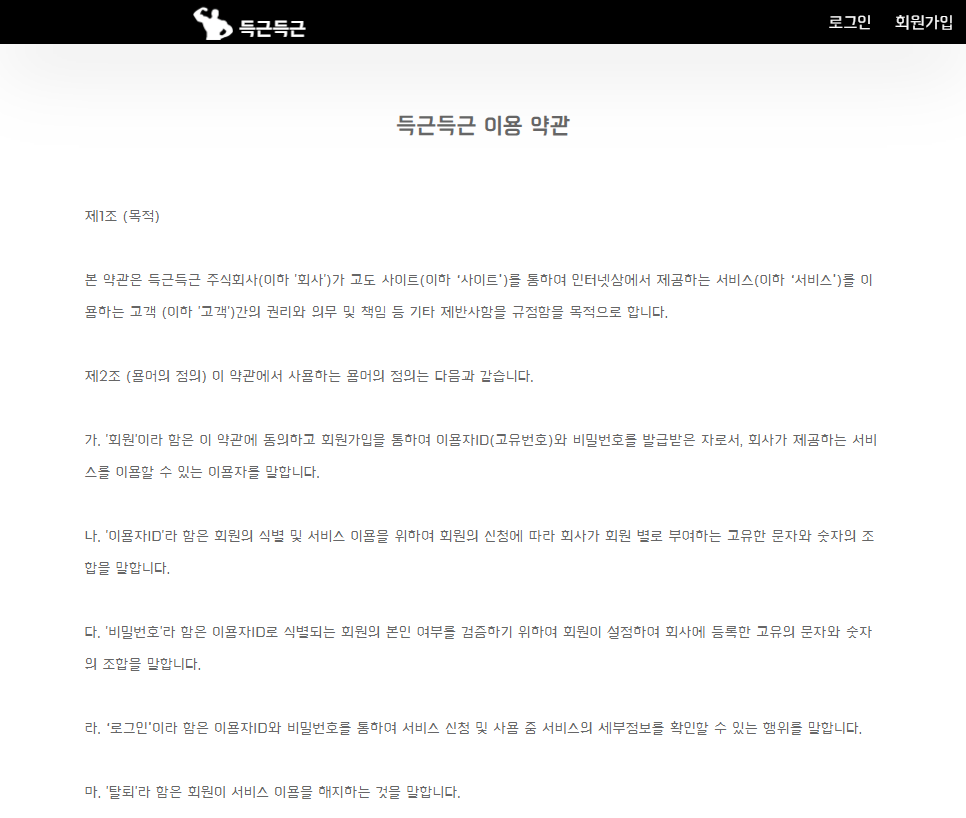 득근득근
로그인 회원가입
득근득근 이용 약관
제1조 (목적)
본 약관은 득근득근 주식회사(이하 '회사')가 고도 사이트(이하 '사이트')를 통하여 인터넷상에서 제공하는 서비스(이하 '서비스')를 이
용하는 고객 (이하 '고객')간의 권리와 의무 및 책임 등 기타 제반사항을 규정함을 목적으로 합니다.
제2조 (용어의 정의) 이 약관에서 사용하는 용어의 정의는 다음과 같습니다.
가. '회원'이라 함은 이 약관에 동의하고 회원가입을 통하여 이용자ID(고유번호)와 비밀번호를 발급받은 자로서, 회사가 제공하는 서비
스를 이용할 수 있는 이용자를 말합니다.
나. '이용자ID'라 함은 회원의 식별 및 서비스 이용을 위하여 회원의 신청에 따라 회사가 회원 별로 부여하는 고유한 문자와 숫자의 조
합을 말합니다.
다. '비밀번호'라 함은 이용자ID로 식별되는 회원의 본인 여부를 검증하기 위하여 회원이 설정하여 회사에 등록한 고유의 문자와 숫자
의 조합을 말합니다.
라. '로그인'이라 함은 이용자ID와 비밀번호를 통하여 서비스 신청 및 사용 중 서비스의 세부정보를 확인할 수 있는 행위를 말합니다.
마. '탈퇴'라 함은 회원이 서비스 이용을 해지하는 것을 말합니다.